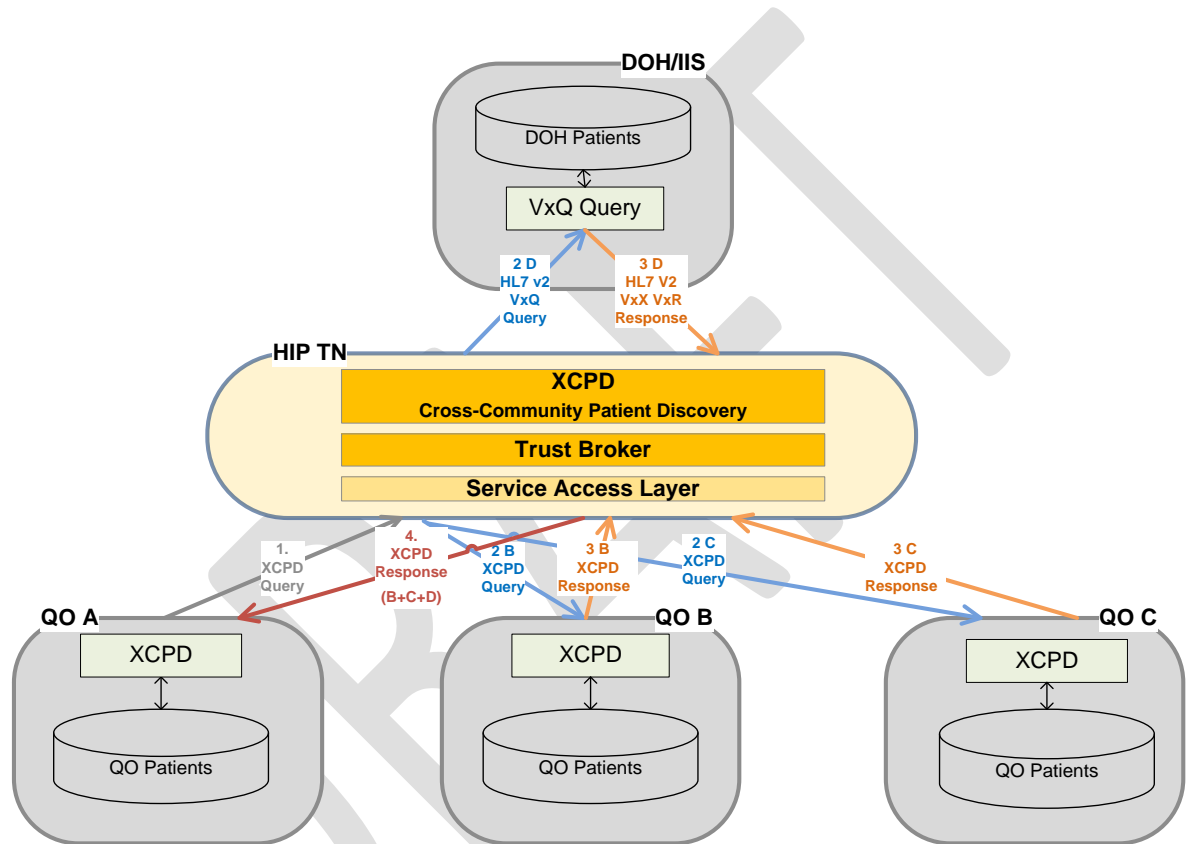 DOH/IIS
DOH Patients
VxQ Query
2 D
HL7 v2
VxQ
Query
3 D
HL7 V2
VxX VxR
Response
HIP TN
XCPD
Cross-Community Patient Discovery
Trust Broker
Service Access Layer
1.
XCPD
Query
4.
XCPD
Response
(B+C+D)
2 B
XCPD
Query
3 B
XCPD
Response
2 C
XCPD
Query
3 C
XCPD
Response
QO A
XCPD
QO Patients
QO B
XCPD
QO Patients
QO C
XCPD
QO Patients